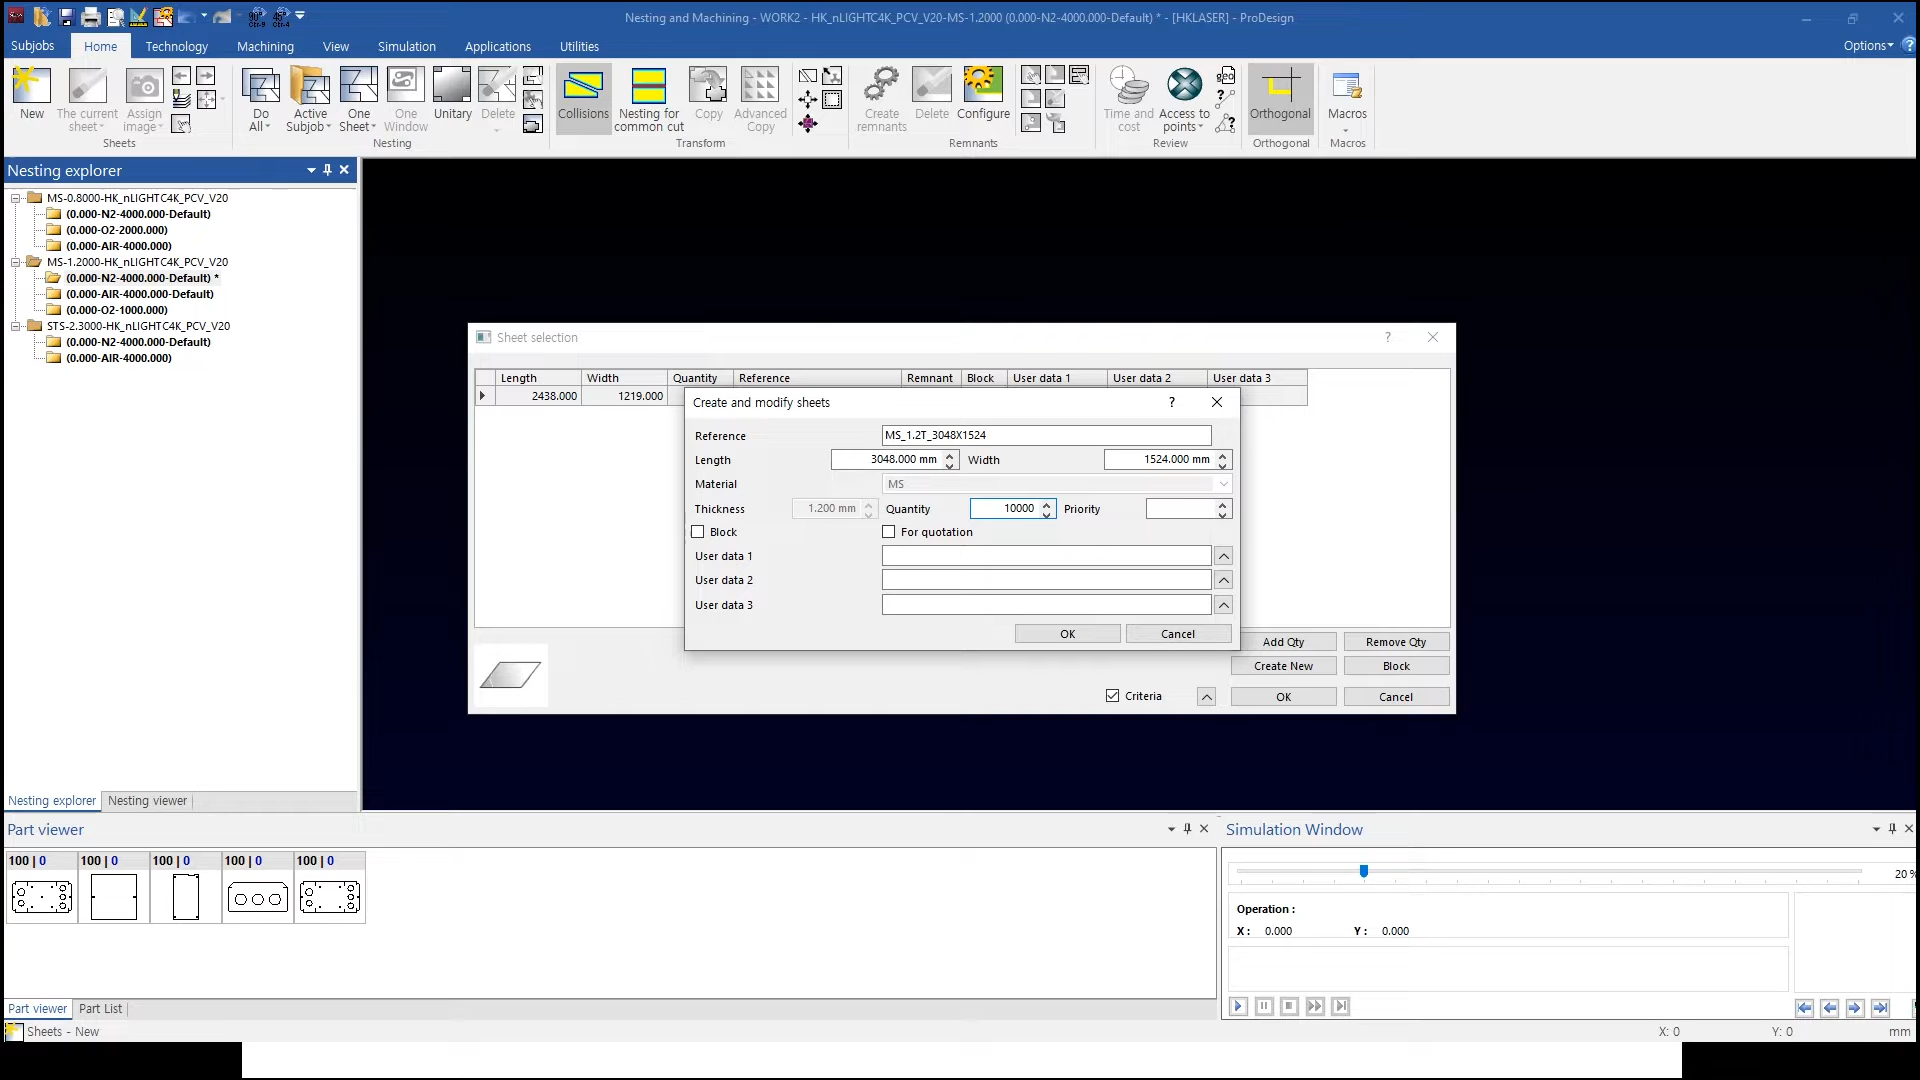 Nesting and Machining - WORK2 - HK_nLIGHTC4K_PCV_V20-MS-1.2000 (0.000-N2-4000.000-Default) * - [HKLASER] - ProDesign
Subjobs Home Technology Machining View Simulation Applications Utilities Options
New The current sheet Assign image Do All Active Subjob One Sheet One Window Unitary Delete Collisions Nesting for common cut Copy Advanced Copy Create remnants Delete Configure Time and cost Access to points Orthogonal Macros
Sheets Nesting Transform Remnants Review Orthogonal Macros
Nesting explorer
MS-0.8000-HK_nLIGHTC4K_PCV_V20
(0.000-N2-4000.000-Default)
(0.000-O2-2000.000)
(0.000-AIR-4000.000)
MS-1.2000-HK_nLIGHTC4K_PCV_V20
(0.000-N2-4000.000-Default) *
(0.000-AIR-4000.000-Default)
(0.000-O2-1000.000)
STS-2.3000-HK_nLIGHTC4K_PCV_V20
(0.000-N2-4000.000-Default)
(0.000-AIR-4000.000)
Sheet selection ?
Length Width Quantity Reference Remnant Block User data 1 User data 2 User data 3
2438.000 1219.000
Create and modify sheets ?
Reference MS_1.2T_3048X1524
Length 3048.000 mm Width 1524.000 mm
Material MS
Thickness 1.200 mm Quantity 10000 Priority
Block For quotation
User data 1
User data 2
User data 3
OK Cancel
Add Qty Remove Qty
Create New Block
Criteria OK Cancel
Nesting explorer Nesting viewer
Part viewer
100 | 0 100 | 0 100 | 0 100 | 0 100 | 0
Simulation Window
20 %
Operation :
X : 0.000 Y : 0.000
Part viewer Part List
Sheets - New X: 0 Y: 0 mm